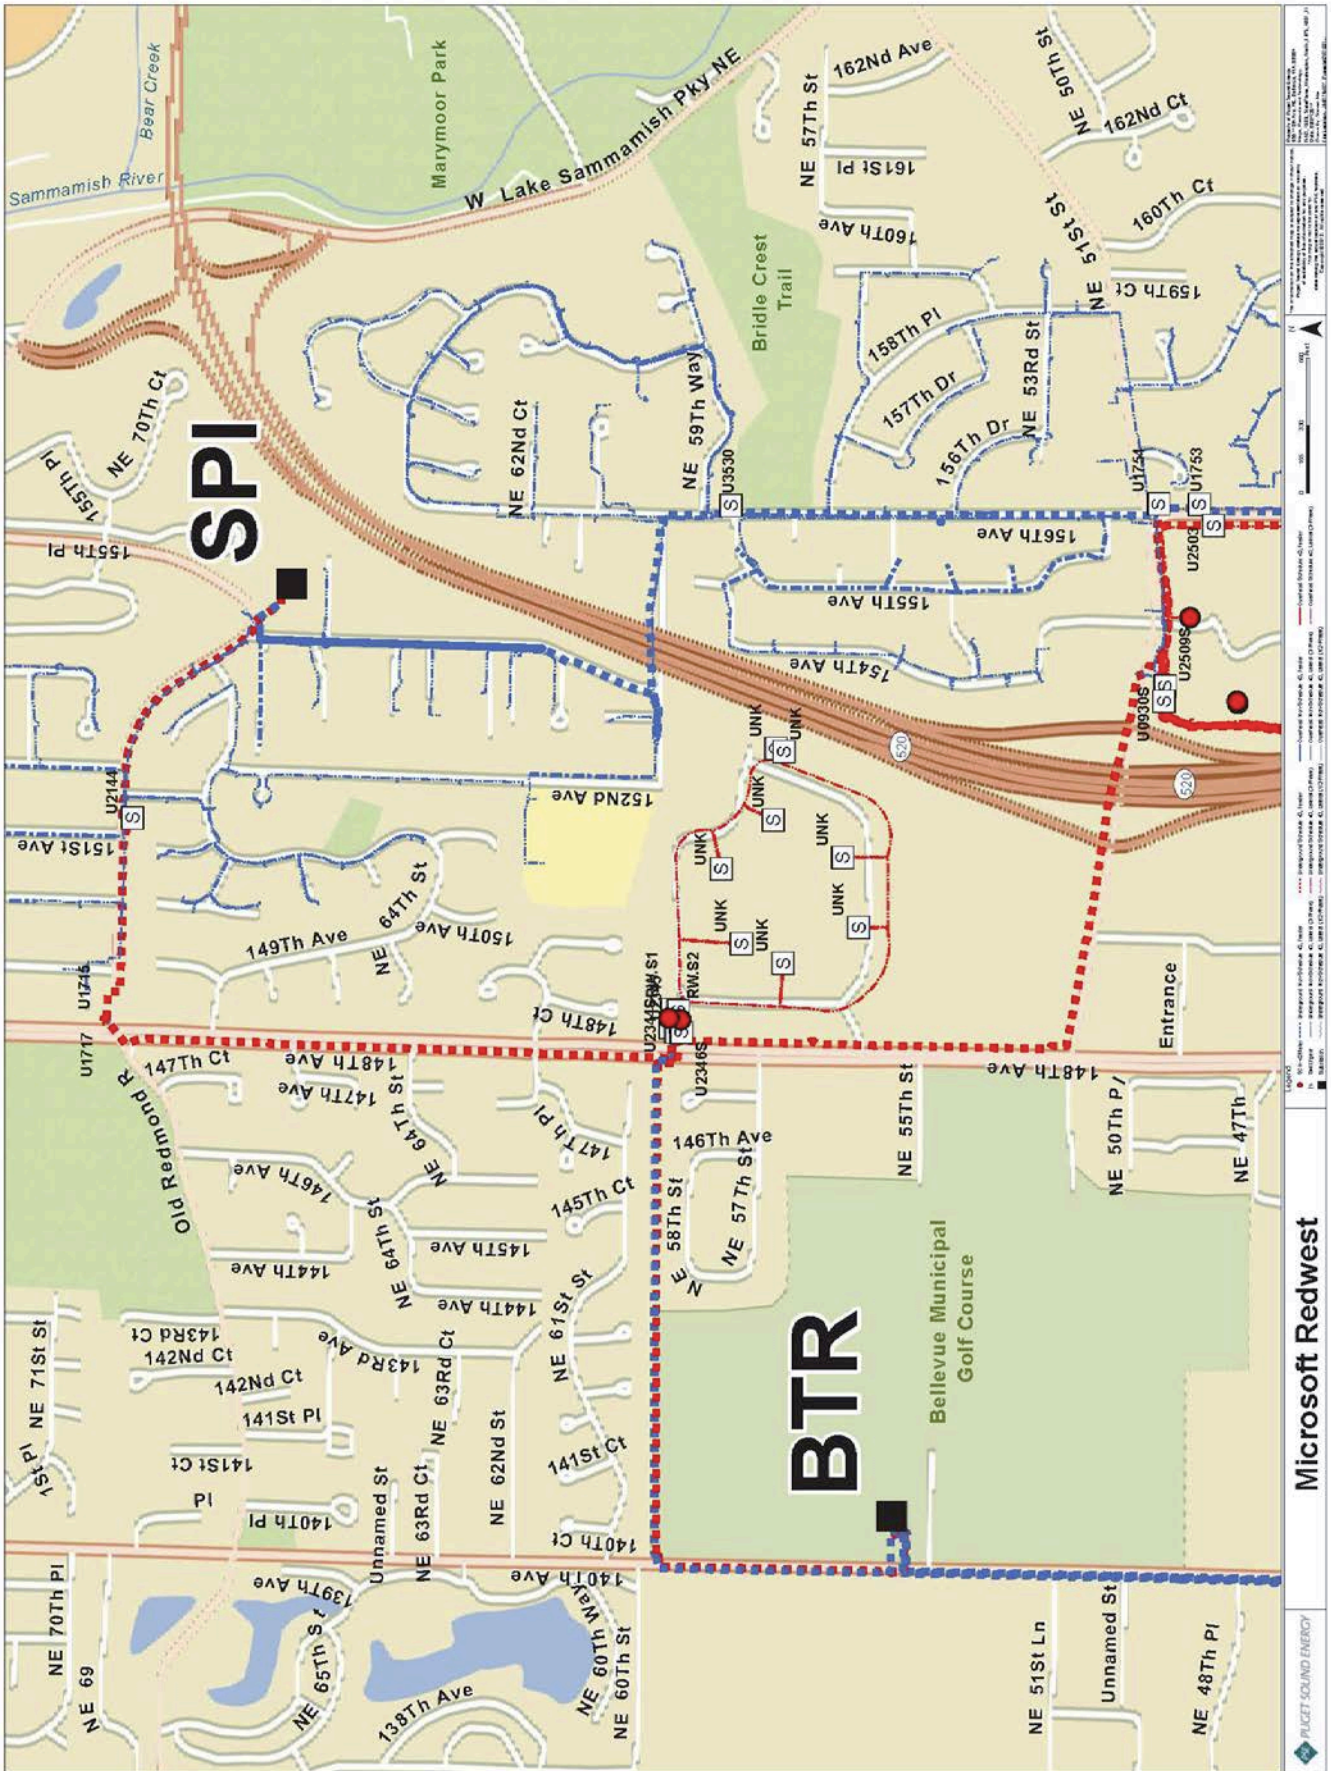 Bear Creek
Sammamish River
Marymoor Park
W Lake Sammamish Pky NE
NE 57Th St
162Nd Ave
NE 50Th St
162Nd Ct
161St Pl
160Th Ave
160Th Ct
NE 51St St
159Th Ct
Bridle Crest
Trail
158Th Pl
157Th Dr
156Th Dr
NE 53Rd St
NE 59Th Way
NE 62Nd Ct
U3530
U1754
U1753
U2503
156Th Ave
155Th Ave
154Th Ave
U2509S
U0930S
155Th Pl
NE 70Th Ct
155Th Pl
SPI
520
520
U2144
151St Ave
152Nd Ave
UNK
UNK
UNK
UNK
UNK
UNK
UNK
UNK
S
S
S
S
S
S
S
S
S
S
S
S
S
149Th Ave
NE 64Th St
150Th Ave
148Th Ct
U1715
U1717
RW.S1
RW.S2
U2346S
Entrance
147Th Ct
148Th Ave
147Th Ave
NE 64Th St
147Th Pl
148Th Ave
Old Redmond R
146Th Ave
146Th Ave
NE 55Th St
NE 50Th P
NE 47Th
NE 58Th St
NE 57Th St
145Th Ct
145Th Ave
NE 64Th St
144Th Ave
144Th Ave
NE 61St St
143Rd Ct
142Nd Ct
142Nd Ct
143Rd Ave
NE 63Rd Ct
141St Pl
NE 71St St
1St Pl
141St Ct
Pl
140Th Pl
Unnamed St
NE 63Rd Ct
NE 62Nd St
141St Ct
140Th Ct
140Th Ave
BTR
Bellevue Municipal
Golf Course
NE 70Th Pl
NE 69
139Th Ave
NE 65Th St
138Th Ave
NE 60Th Way
NE 60Th St
NE 51St Ln
Unnamed St
NE 48Th Pl
Legend
Microsoft Redwest
PUGET SOUND ENERGY